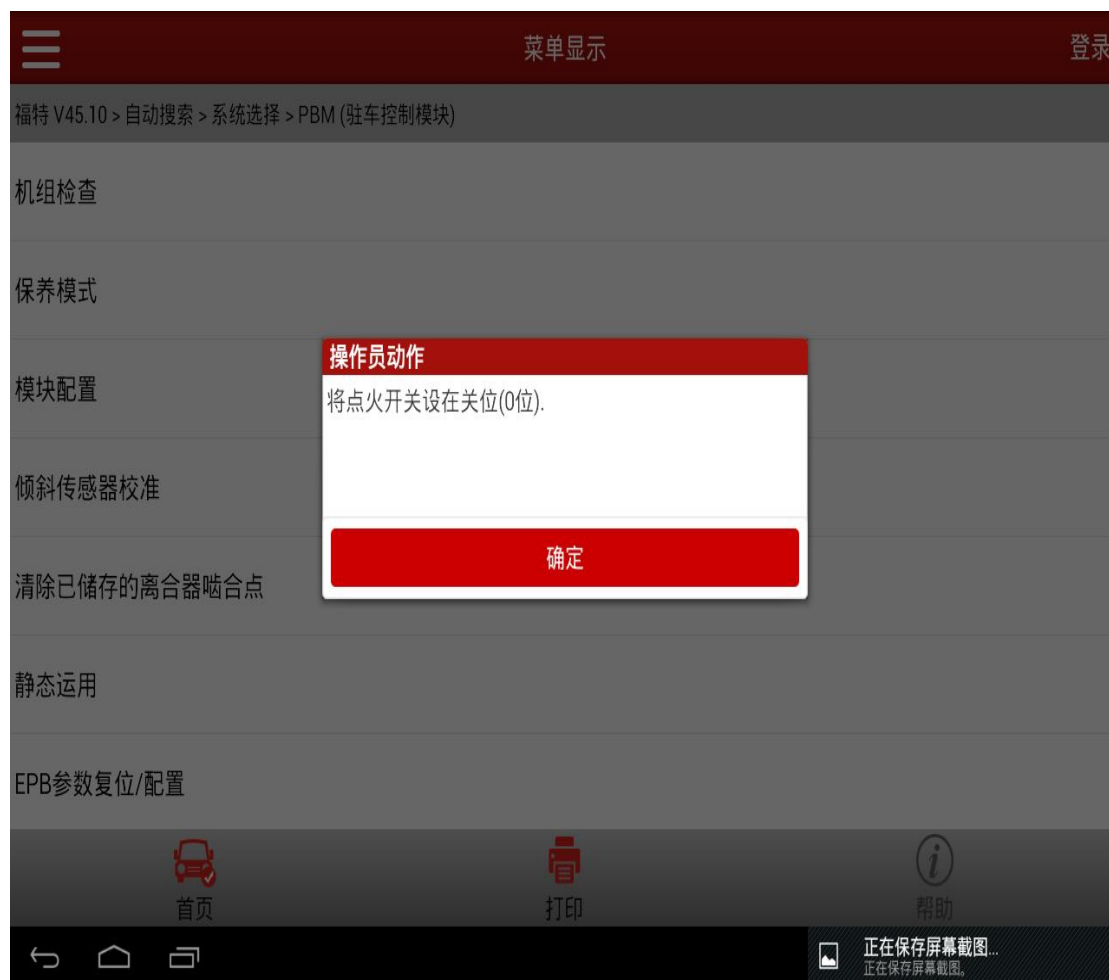 菜单显示
登录
福特 V45.10 > 自动搜索 > 系统选择 > PBM (驻车控制模块)
机组检查
保养模式
操作员动作
模块配置
将点火开关设在关位(0位).
倾斜传感器校准
确定
清除已储存的离合器啮合点
静态运用
EPB参数复位/配置
首页
打印
帮助
正在保存屏幕截图...
正在保存屏幕截图。